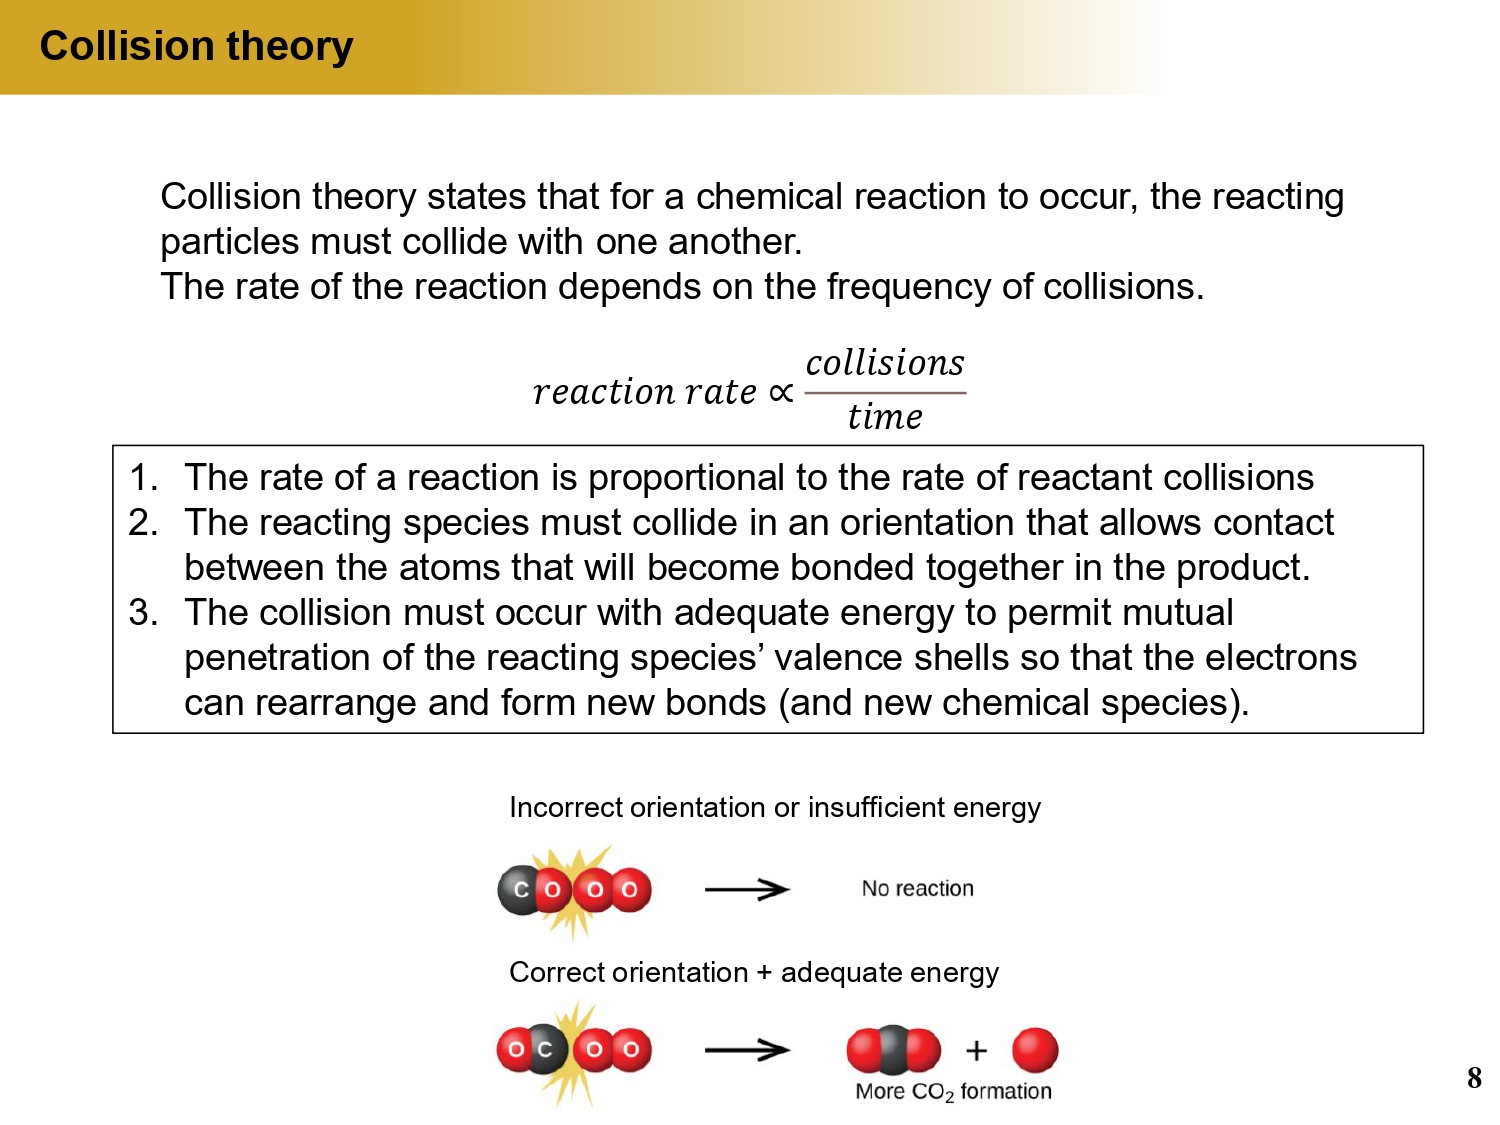 Collision theory
Collision theory states that for a chemical reaction to occur, the reacting
particles must collide with one another.
The rate of the reaction depends on the frequency of collisions.
reaction rate ∝ collisions
time
1. The rate of a reaction is proportional to the rate of reactant collisions
2. The reacting species must collide in an orientation that allows contact
between the atoms that will become bonded together in the product.
3. The collision must occur with adequate energy to permit mutual
penetration of the reacting species’ valence shells so that the electrons
can rearrange and form new bonds (and new chemical species).
Incorrect orientation or insufficient energy
C O O O No reaction
Correct orientation + adequate energy
O C O O +
More CO₂ formation
8